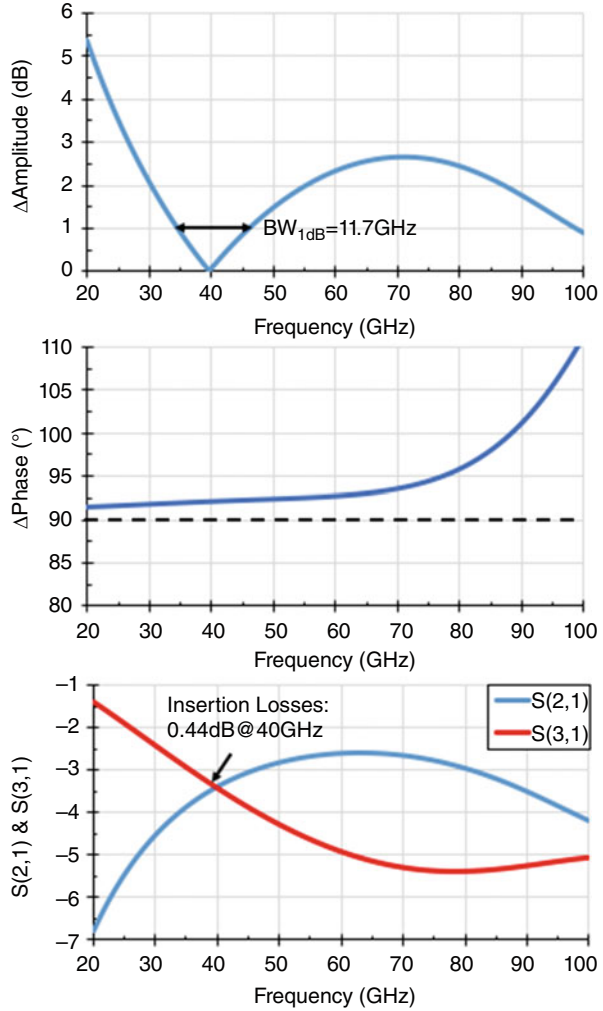 6
5
4
3
2
1
0
ΔAmplitude (dB)
BW1dB=11.7GHz
20 30 40 50 60 70 80 90 100
Frequency (GHz)
110
105
100
95
90
85
80
ΔPhase (°)
20 30 40 50 60 70 80 90 100
Frequency (GHz)
–1
–2
–3
–4
–5
–6
–7
S(2,1) & S(3,1)
Insertion Losses:
0.44dB@40GHz
S(2,1)
S(3,1)
20 30 40 50 60 70 80 90 100
Frequency (GHz)